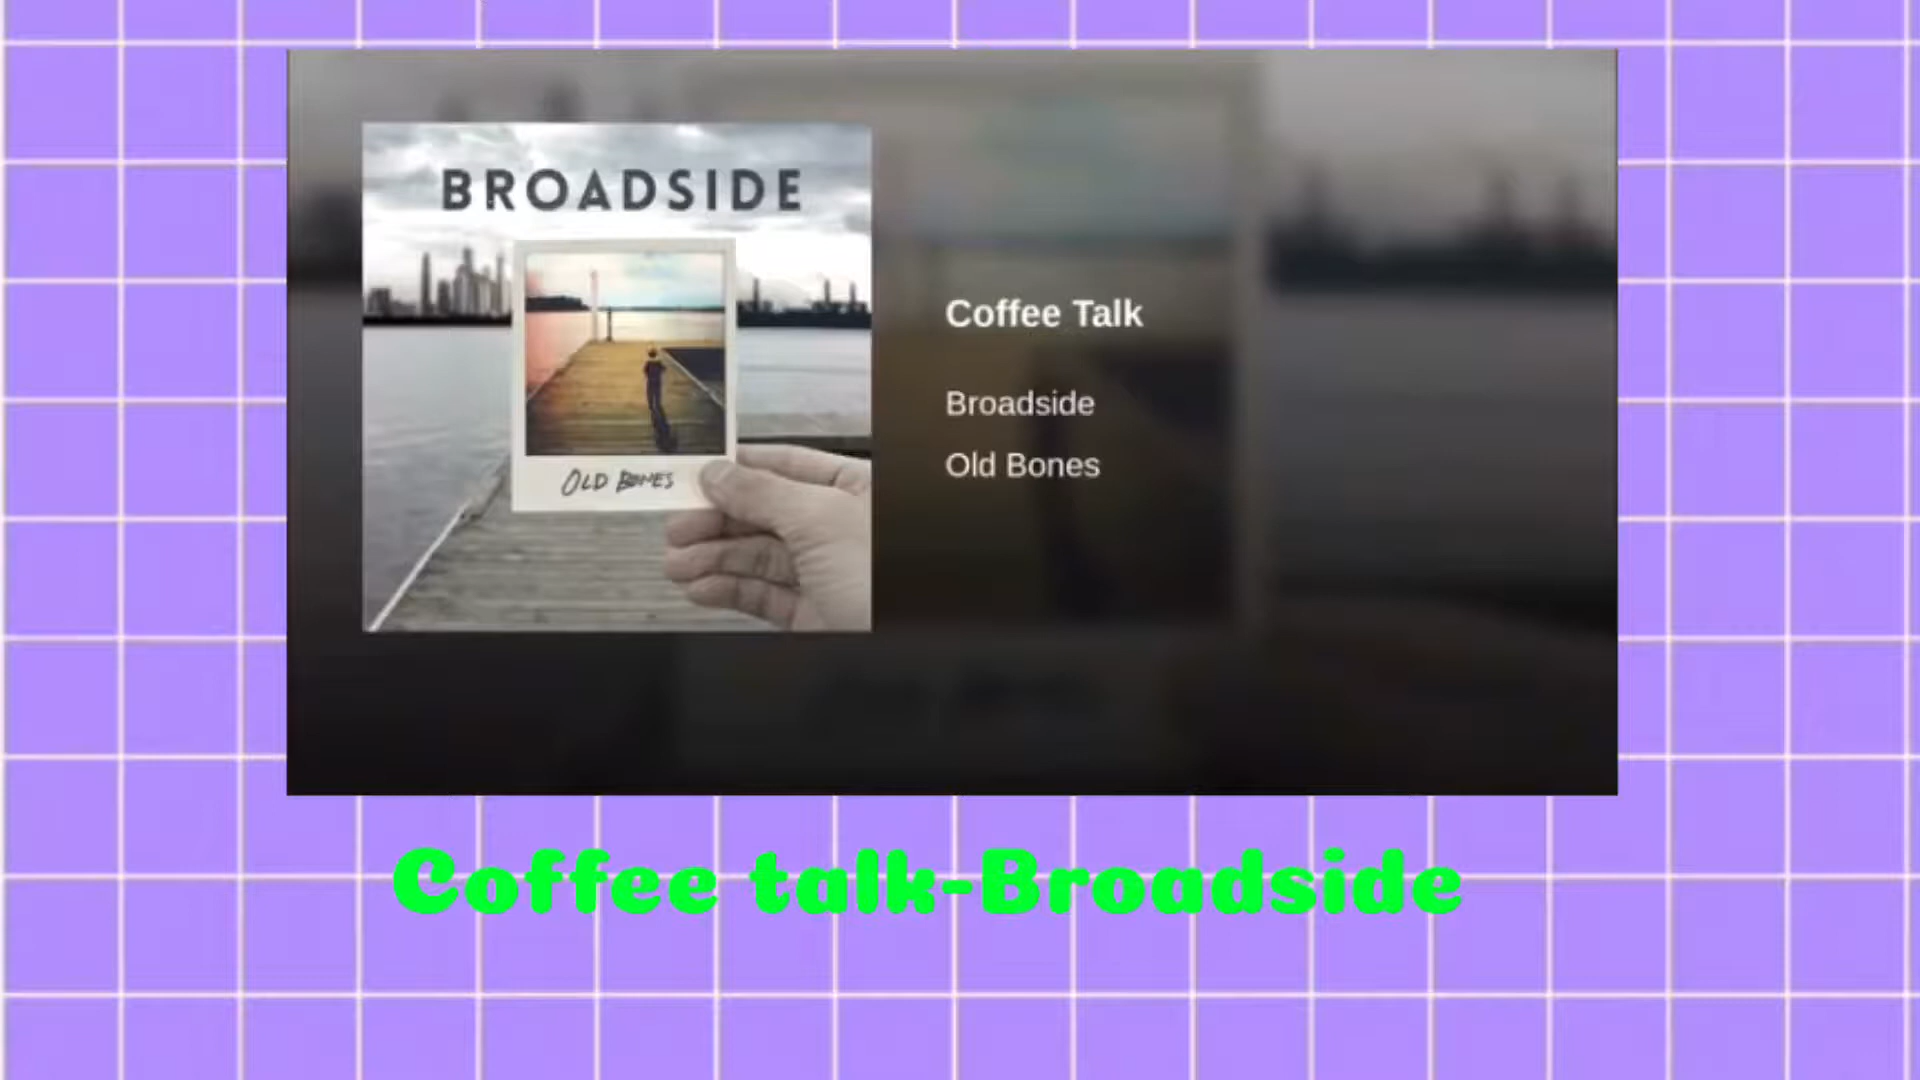 BROADSIDE
OLD BONES
Coffee Talk
Broadside
Old Bones
Coffee talk-Broadside